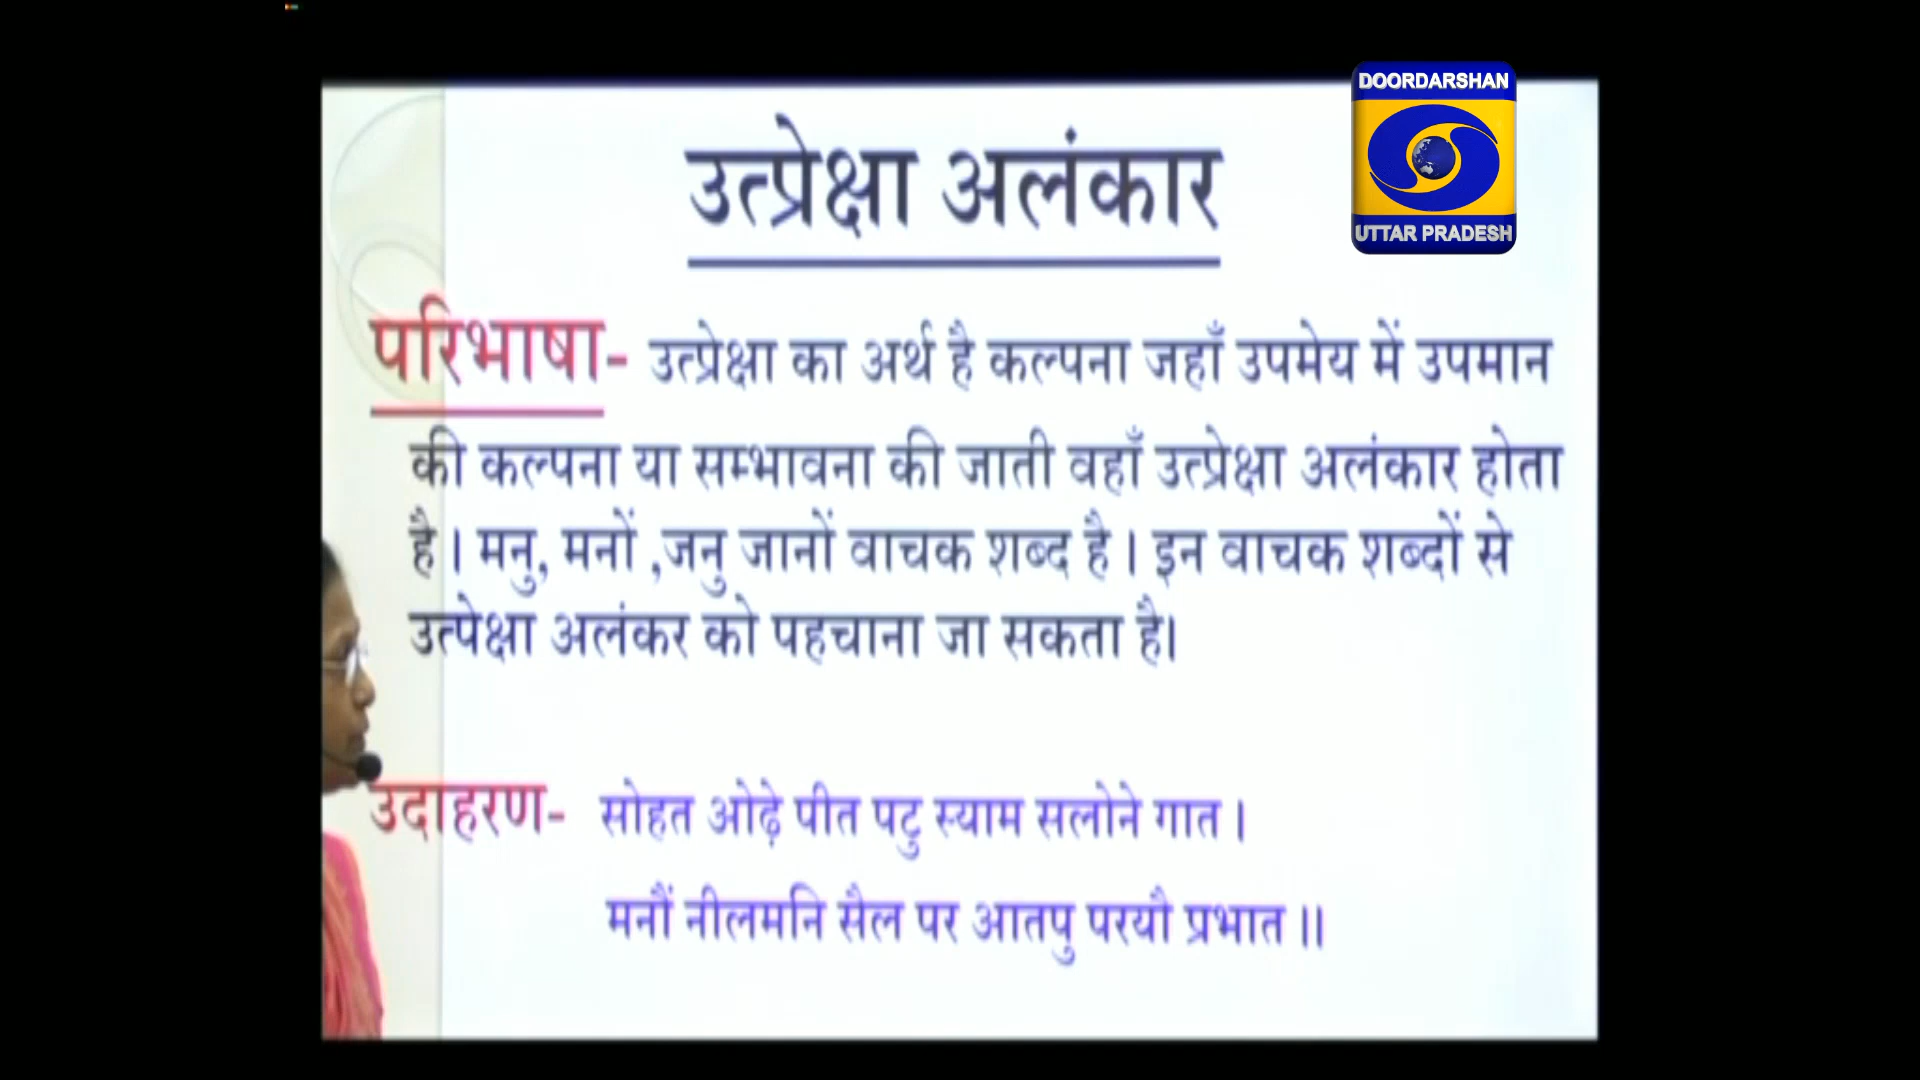 DOORDARSHAN
UTTAR PRADESH
उत्प्रेक्षा अलंकार
परिभाषा- उत्प्रेक्षा का अर्थ है कल्पना जहाँ उपमेय में उपमान
की कल्पना या सम्भावना की जाती वहाँ उत्प्रेक्षा अलंकार होता
है। मनु, मनों ,जनु जानों वाचक शब्द है। इन वाचक शब्दों से
उत्पेक्षा अलंकर को पहचाना जा सकता है।
उदाहरण- सोहत ओढ़े पीत पटु स्याम सलोने गात।
मनौं नीलमनि सैल पर आतपु परयौ प्रभात॥